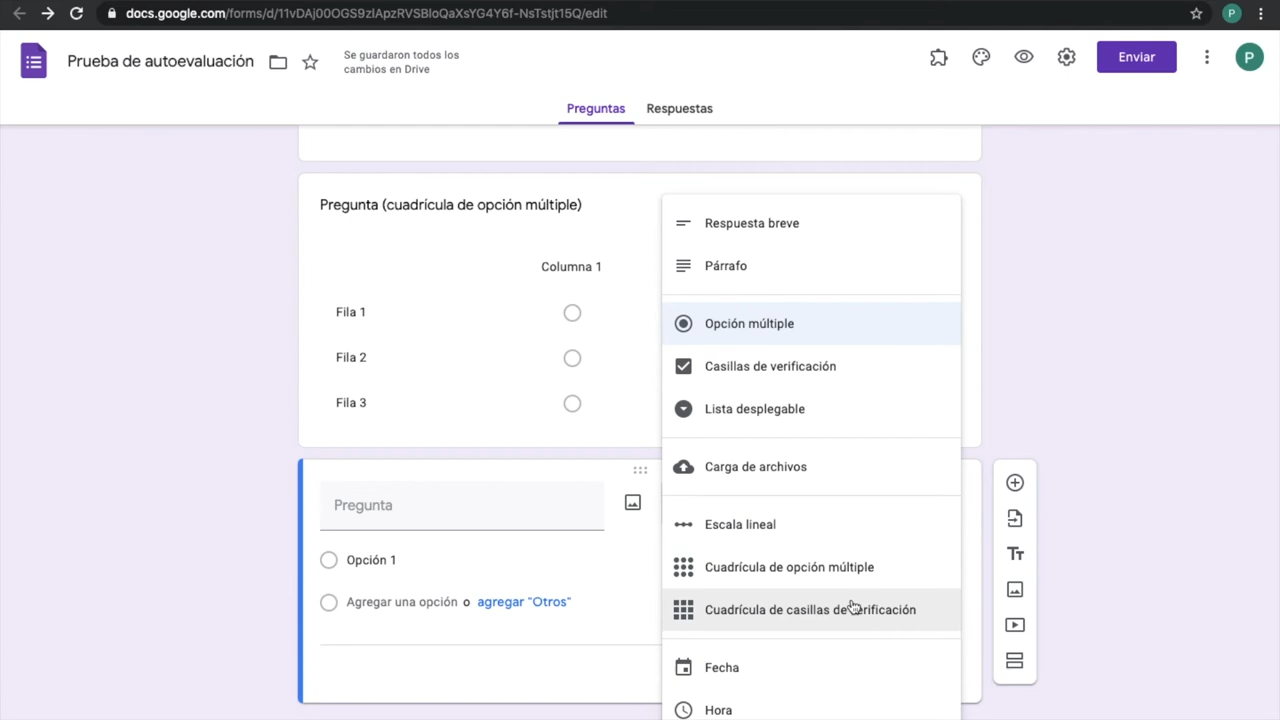 docs.google.com/forms/d/11vDAj00OGS9zIApzRVSBIoQaXsYG4Y6f-NsTstjt15Q/edit
P
Prueba de autoevaluación
Se guardaron todos los
cambios en Drive
Enviar
P
Preguntas
Respuestas
Pregunta (cuadrícula de opción múltiple)
Columna 1
Fila 1
Fila 2
Fila 3
Respuesta breve
Párrafo
Opción múltiple
Casillas de verificación
Lista desplegable
Carga de archivos
Escala lineal
Cuadrícula de opción múltiple
Cuadrícula de casillas de verificación
Fecha
Hora
Pregunta
Opción 1
Agregar una opción o agregar "Otros"
Tт